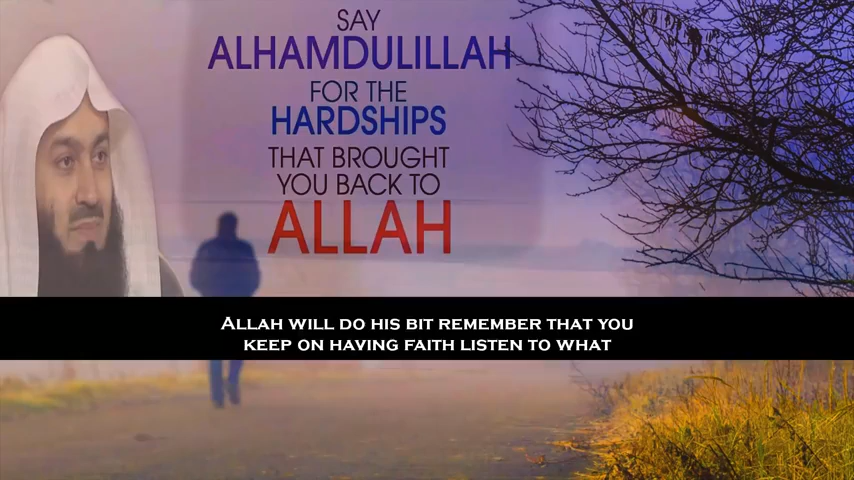 SAY
ALHAMDULILLAH
FOR THE
HARDSHIPS
THAT BROUGHT
YOU BACK TO
ALLAH
ALLAH WILL DO HIS BIT REMEMBER THAT YOU
KEEP ON HAVING FAITH LISTEN TO WHAT